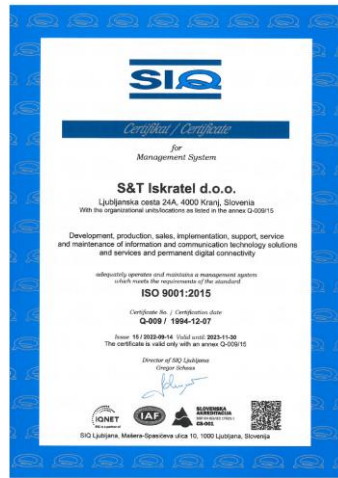 SIQ
Certifikat / Certificate
for
Management System
S&T Iskratel d.o.o.
Ljubljanska cesta 24A, 4000 Kranj, Slovenia
With the organizational units/locations as listed in the annex Q-009/15
Development, production, sales, implementation, support, service
and maintenance of information and communication technology solutions
and services and permanent digital connectivity
adequately operates and maintains a management system
which meets the requirements of the standard
ISO 9001:2015
Certificate No. / Certification date
Q-009 / 1994-12-07
Issue: 15 / 2022-09-14 Valid until: 2023-11-30
The certificate is valid only with an annex Q-009/15
Director of SIQ Ljubljana
Gregor Schoss
IQNET
IAF
SLOVENSKA
AKREDITACIJA
SIQ Ljubljana, Mašera-Spasićeva ulica 10, 1000 Ljubljana, Slovenija